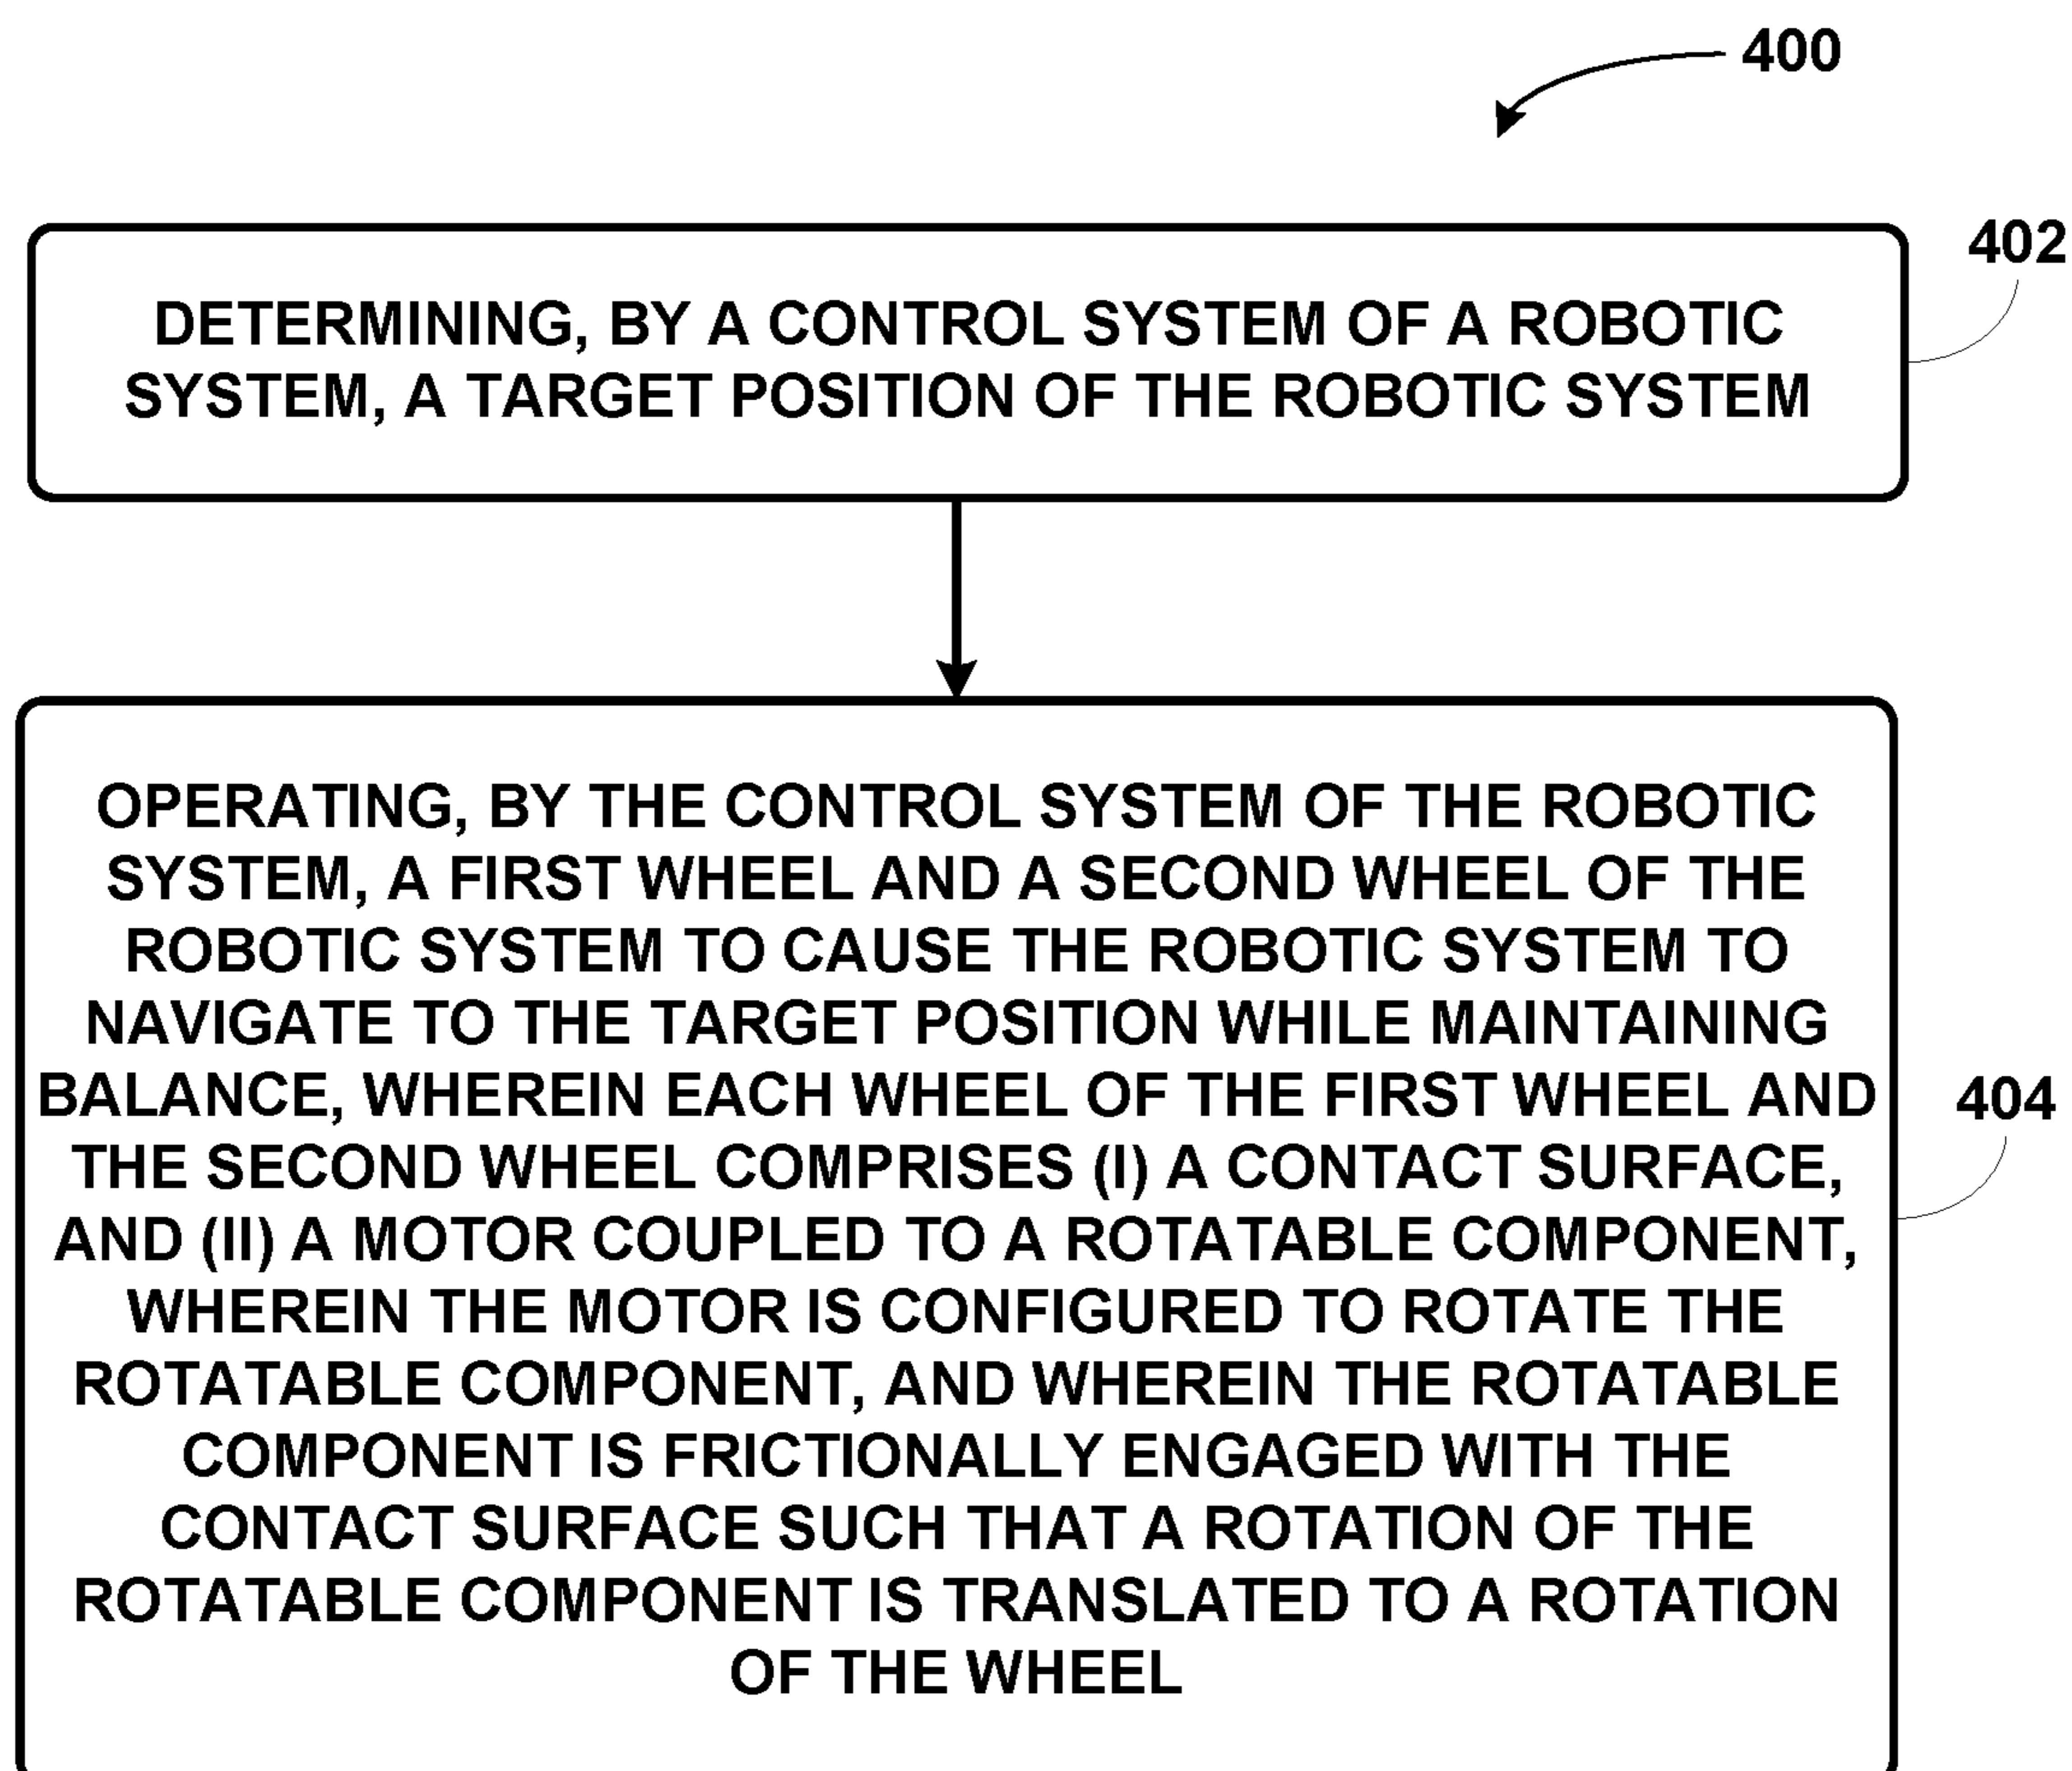 400
402
DETERMINING, BY A CONTROL SYSTEM OF A ROBOTIC
SYSTEM, A TARGET POSITION OF THE ROBOTIC SYSTEM
OPERATING, BY THE CONTROL SYSTEM OF THE ROBOTIC
SYSTEM, A FIRST WHEEL AND A SECOND WHEEL OF THE
ROBOTIC SYSTEM TO CAUSE THE ROBOTIC SYSTEM TO
NAVIGATE TO THE TARGET POSITION WHILE MAINTAINING
BALANCE, WHEREIN EACH WHEEL OF THE FIRST WHEEL AND
THE SECOND WHEEL COMPRISES (I) A CONTACT SURFACE,
AND (II) A MOTOR COUPLED TO A ROTATABLE COMPONENT,
WHEREIN THE MOTOR IS CONFIGURED TO ROTATE THE
ROTATABLE COMPONENT, AND WHEREIN THE ROTATABLE
COMPONENT IS FRICTIONALLY ENGAGED WITH THE
CONTACT SURFACE SUCH THAT A ROTATION OF THE
ROTATABLE COMPONENT IS TRANSLATED TO A ROTATION
OF THE WHEEL
404